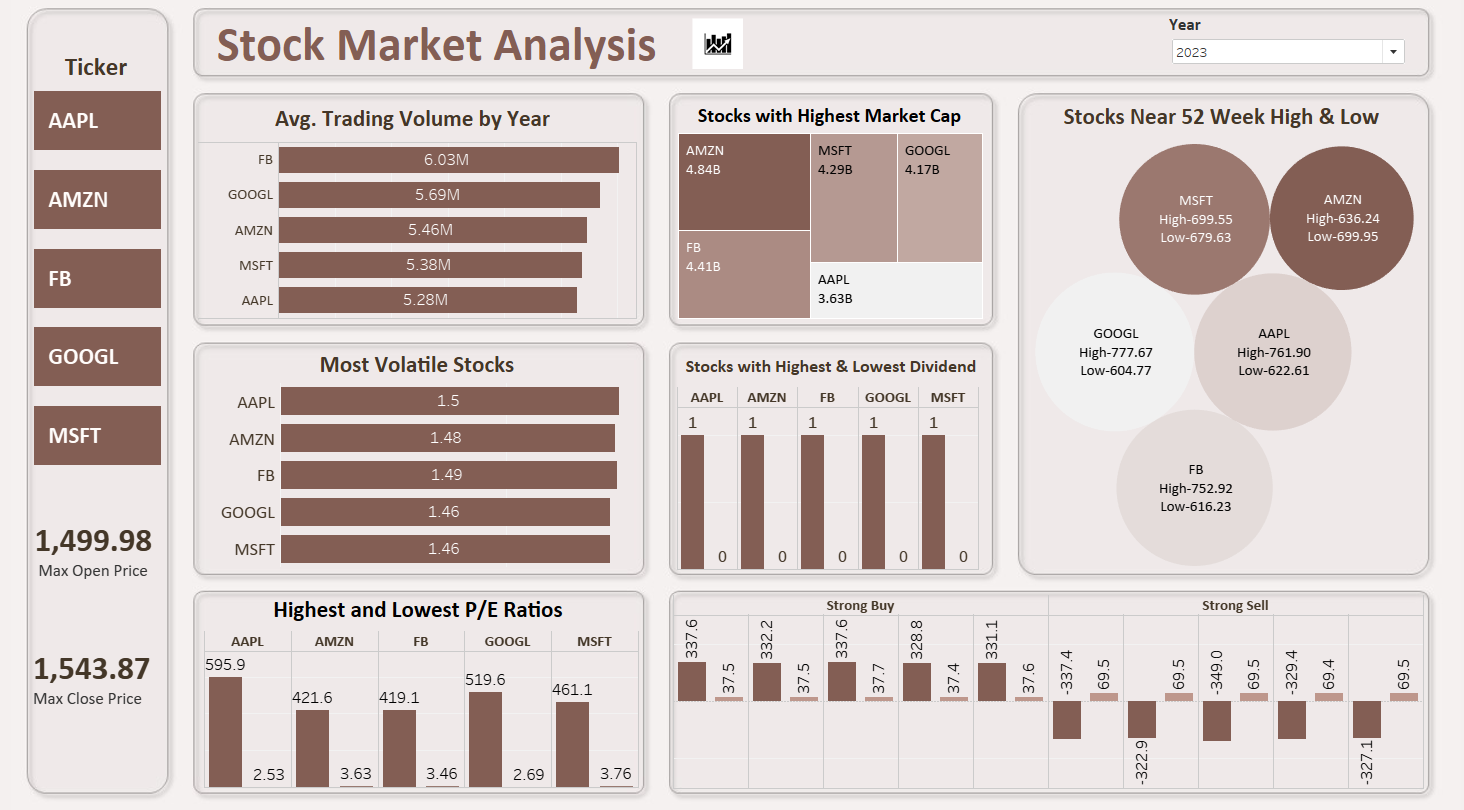 Ticker
AAPL
AMZN
FB
GOOGL
MSFT
1,499.98
Max Open Price
1,543.87
Max Close Price
Stock Market Analysis
Year
2023
Avg. Trading Volume by Year
FB 6.03M
GOOGL 5.69M
AMZN 5.46M
MSFT 5.38M
AAPL 5.28M
Stocks with Highest Market Cap
AMZN
4.84B
FB
4.41B
MSFT
4.29B
GOOGL
4.17B
AAPL
3.63B
Stocks Near 52 Week High & Low
MSFT
High-699.55
Low-679.63
AMZN
High-636.24
Low-699.95
GOOGL
High-777.67
Low-604.77
AAPL
High-761.90
Low-622.61
FB
High-752.92
Low-616.23
Most Volatile Stocks
AAPL 1.5
AMZN 1.48
FB 1.49
GOOGL 1.46
MSFT 1.46
Stocks with Highest & Lowest Dividend
AAPL AMZN FB GOOGL MSFT
1 1 1 1 1
0 0 0 0 0
Highest and Lowest P/E Ratios
AAPL AMZN FB GOOGL MSFT
595.9 421.6 419.1 519.6 461.1
2.53 3.63 3.46 2.69 3.76
Strong Buy Strong Sell
337.6 37.5 332.2 37.5 337.6 37.7 328.8 37.4 331.1 37.6
-337.4 69.5 -322.9 69.5 -349.0 69.5 -329.4 69.4 -327.1 69.5